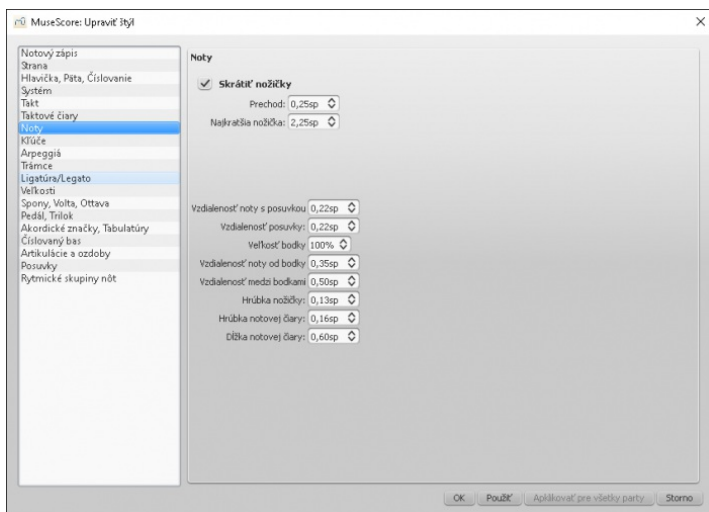 MuseScore: Upraviť štýl
Notový zápis
Strana
Hlavička, Päta, Číslovanie
Systém
Takt
Taktové čiary
Noty
Kľúče
Arpeggiá
Trámce
Ligatúra/Legato
Veľkosti
Spony, Volta, Ottava
Pedál, Trilok
Akordické značky, Tabulatúry
Číslovaný bas
Artikulácie a ozdoby
Posuvky
Rytmické skupiny nôt
Noty
Skrátiť nožičky
Prechod: 0,25sp
Najkratšia nožička: 2,25sp
Vzdialenosť noty s posuvkou 0,22sp
Vzdialenosť posuvky: 0,22sp
Veľkosť bodky 100%
Vzdialenosť noty od bodky 0,35sp
Vzdialenosť medzi bodkami 0,50sp
Hrúbka nožičky: 0,13sp
Hrúbka notovej čiary: 0,16sp
Dĺžka notovej čiary: 0,60sp
OK Použiť Aplikovať pre všetky party Storno